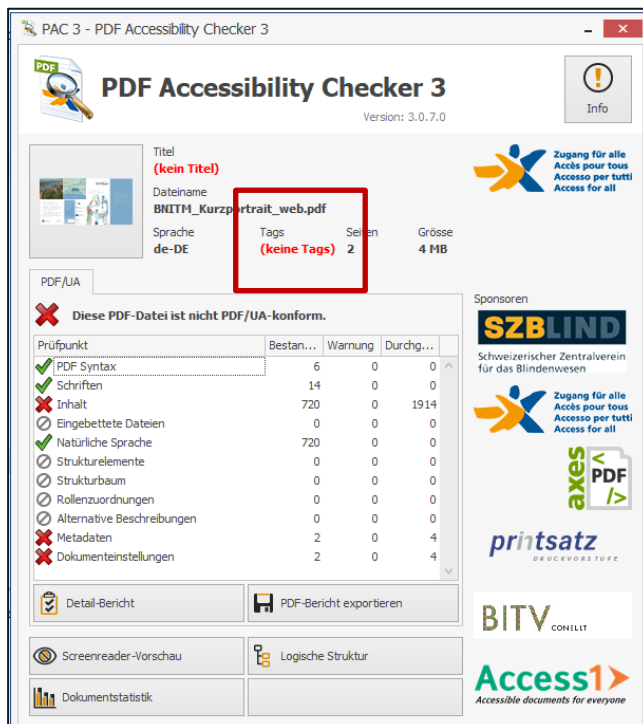 PAC 3 - PDF Accessibility Checker 3
PDF
PDF Accessibility Checker 3
Version: 3.0.7.0
Info
Titel
(kein Titel)
Dateiname
BNITM_Kurzportrait_web.pdf
Sprache Tags Seiten Grösse
de-DE (keine Tags) 2 4 MB
Zugang für alle
Accès pour tous
Accesso per tutti
Access for all
PDF/UA
Diese PDF-Datei ist nicht PDF/UA-konform.
Prüfpunkt Bestan... Warnung Durchg...
PDF Syntax 6 0 0
Schriften 14 0 0
Inhalt 720 0 1914
Eingebettete Dateien 0 0 0
Natürliche Sprache 720 0 0
Strukturelemente 0 0 0
Strukturbaum 0 0 0
Rollenzuordnungen 0 0 0
Alternative Beschreibungen 0 0 0
Metadaten 2 0 4
Dokumenteinstellungen 2 0 4
Detail-Bericht PDF-Bericht exportieren
Screenreader-Vorschau Logische Struktur
Dokumentstatistik
Sponsoren
SZBLIND
Schweizerischer Zentralverein
für das Blindenwesen
Zugang für alle
Accès pour tous
Accesso per tutti
Access for all
axes
< PDF />
printsatz
DRUCKVORSTUFE
BITV CONSULT
Access1
Accessible documents for everyone